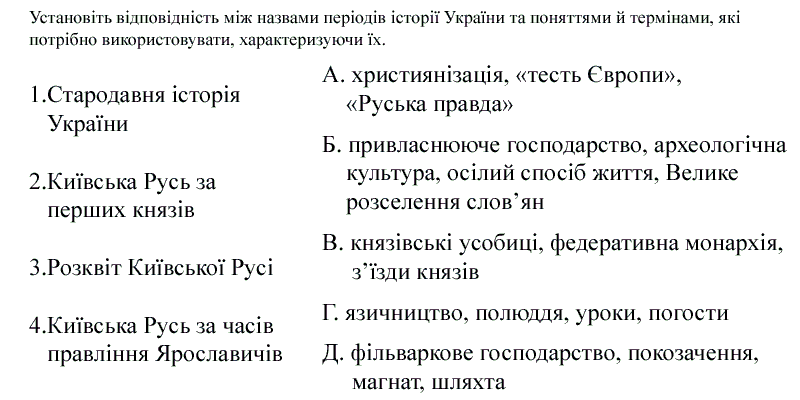 Установіть відповідність між назвами періодів історії України та поняттями й термінами, які
потрібно використовувати, характеризуючи їх.
1.Стародавня історія
України
2.Київська Русь за
перших князів
3.Розквіт Київської Русі
4.Київська Русь за часів
правління Ярославичів
А. християнізація, «тесть Європи»,
«Руська правда»
Б. привласнююче господарство, археологічна
культура, осілий спосіб життя, Велике
розселення слов’ян
В. князівські усобиці, федеративна монархія,
з’їзди князів
Г. язичництво, полюддя, уроки, погости
Д. фільваркове господарство, покозачення,
магнат, шляхта